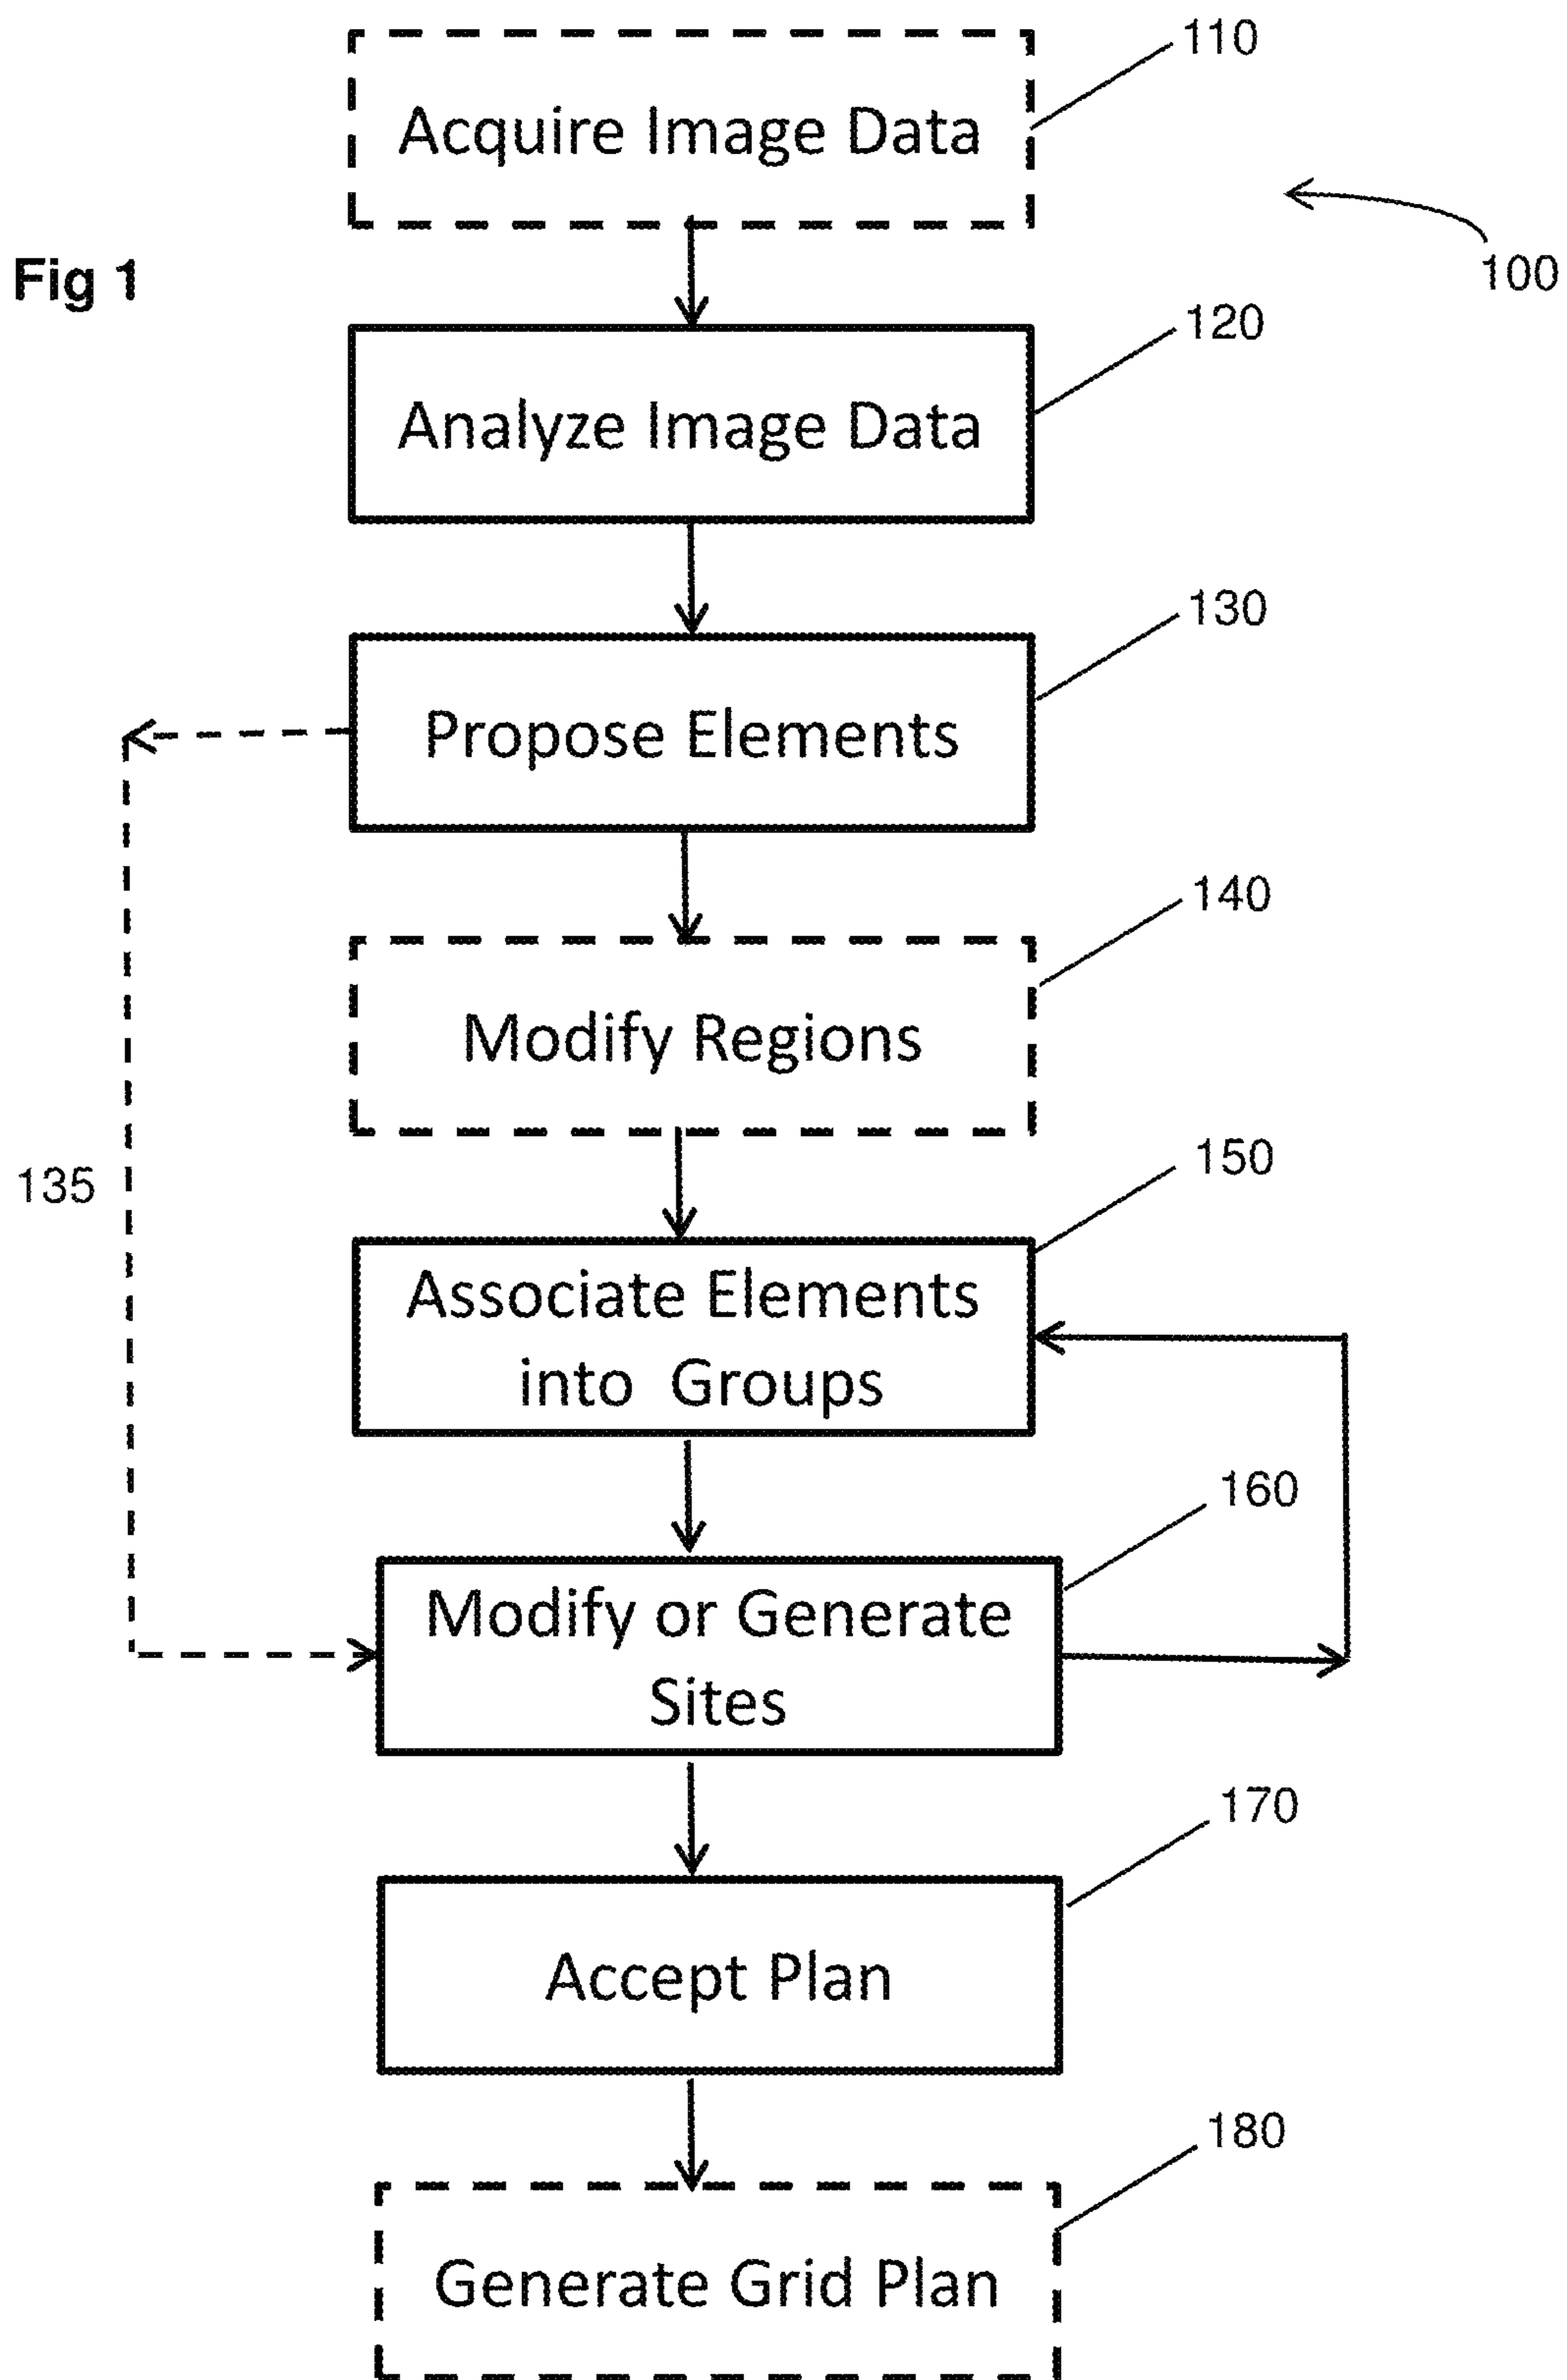 110
Acquire Image Data
100
Fig 1
120
Analyze Image Data
130
Propose Elements
140
Modify Regions
135
150
Associate Elements
into Groups
160
Modify or Generate
Sites
170
Accept Plan
180
Generate Grid Plan